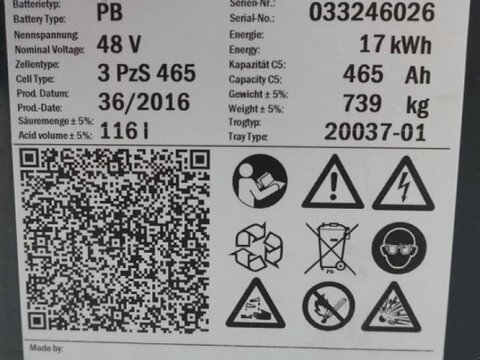 Batterietyp:
Battery Type:
PB
Serien-Nr.:
Serial-No.:
033246026
Nennspannung:
Nominal Voltage:
48 V
Energie:
Energy:
17 kWh
Zellentype:
Cell Type:
3 PzS 465
Kapazität C5:
Capacity C5:
465 Ah
Prod. Datum:
Prod.-Date:
36/2016
Gewicht ± 5%:
Weight ± 5%:
739 kg
Säuremenge ± 5%:
Acid volume ± 5%:
116 l
Trogtyp:
Tray Type:
20037-01
Pb
Made by